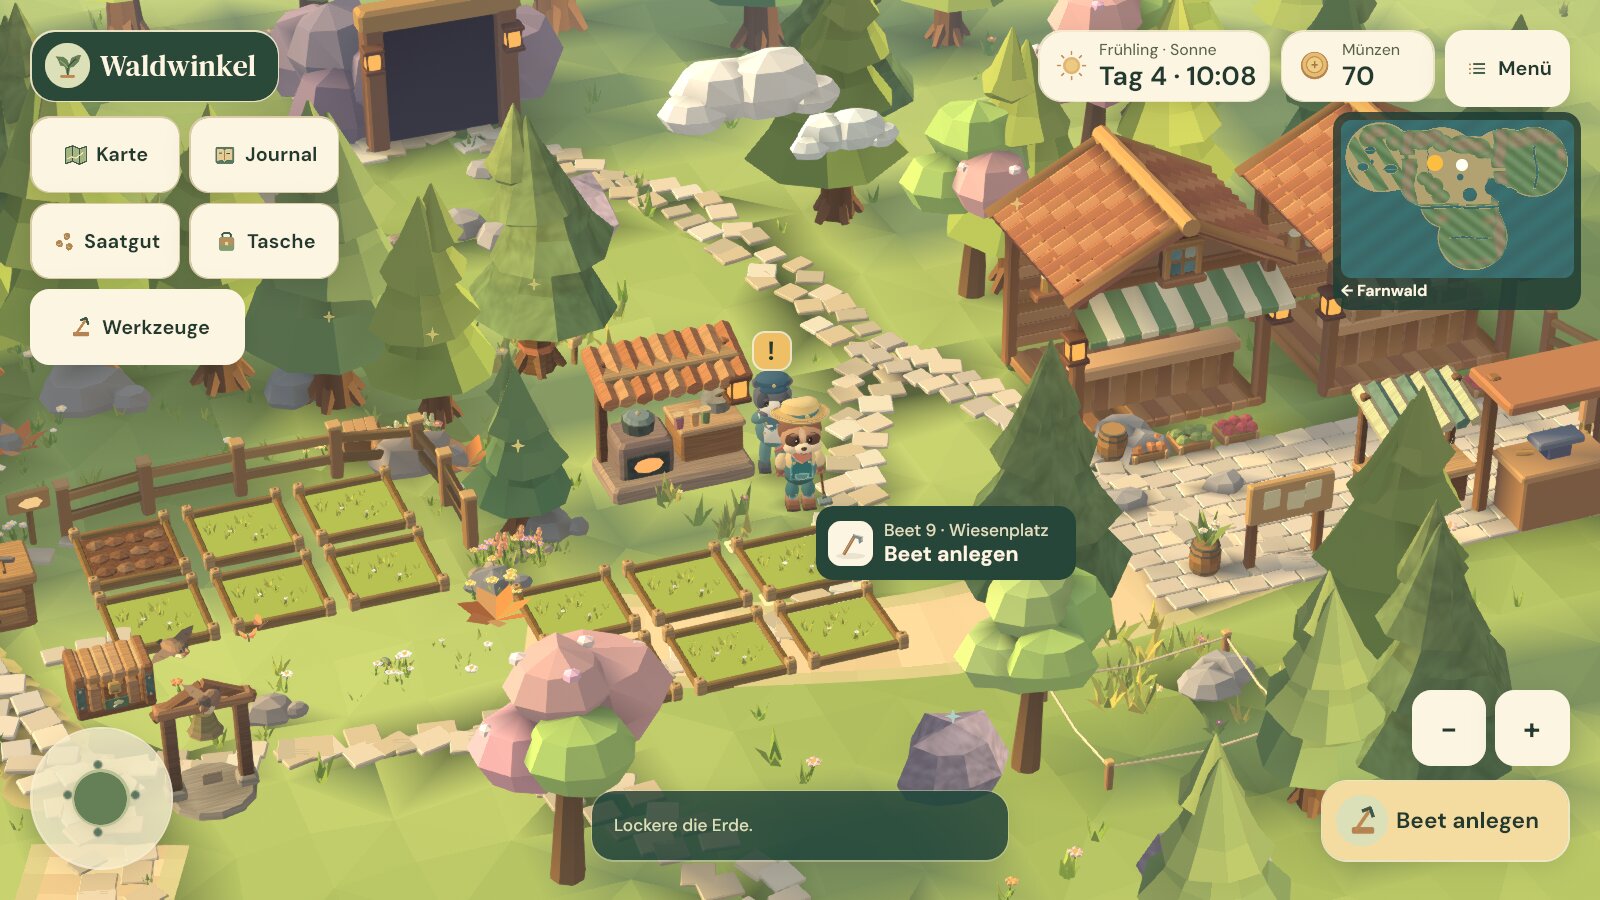 Waldwinkel
Frühling · Sonne
Tag 4 · 10:08
Münzen
70
Menü
Karte
Journal
Saatgut
Tasche
Werkzeuge
← Farnwald
!
Beet 9 · Wiesenplatz
Beet anlegen
− +
Lockere die Erde.
Beet anlegen